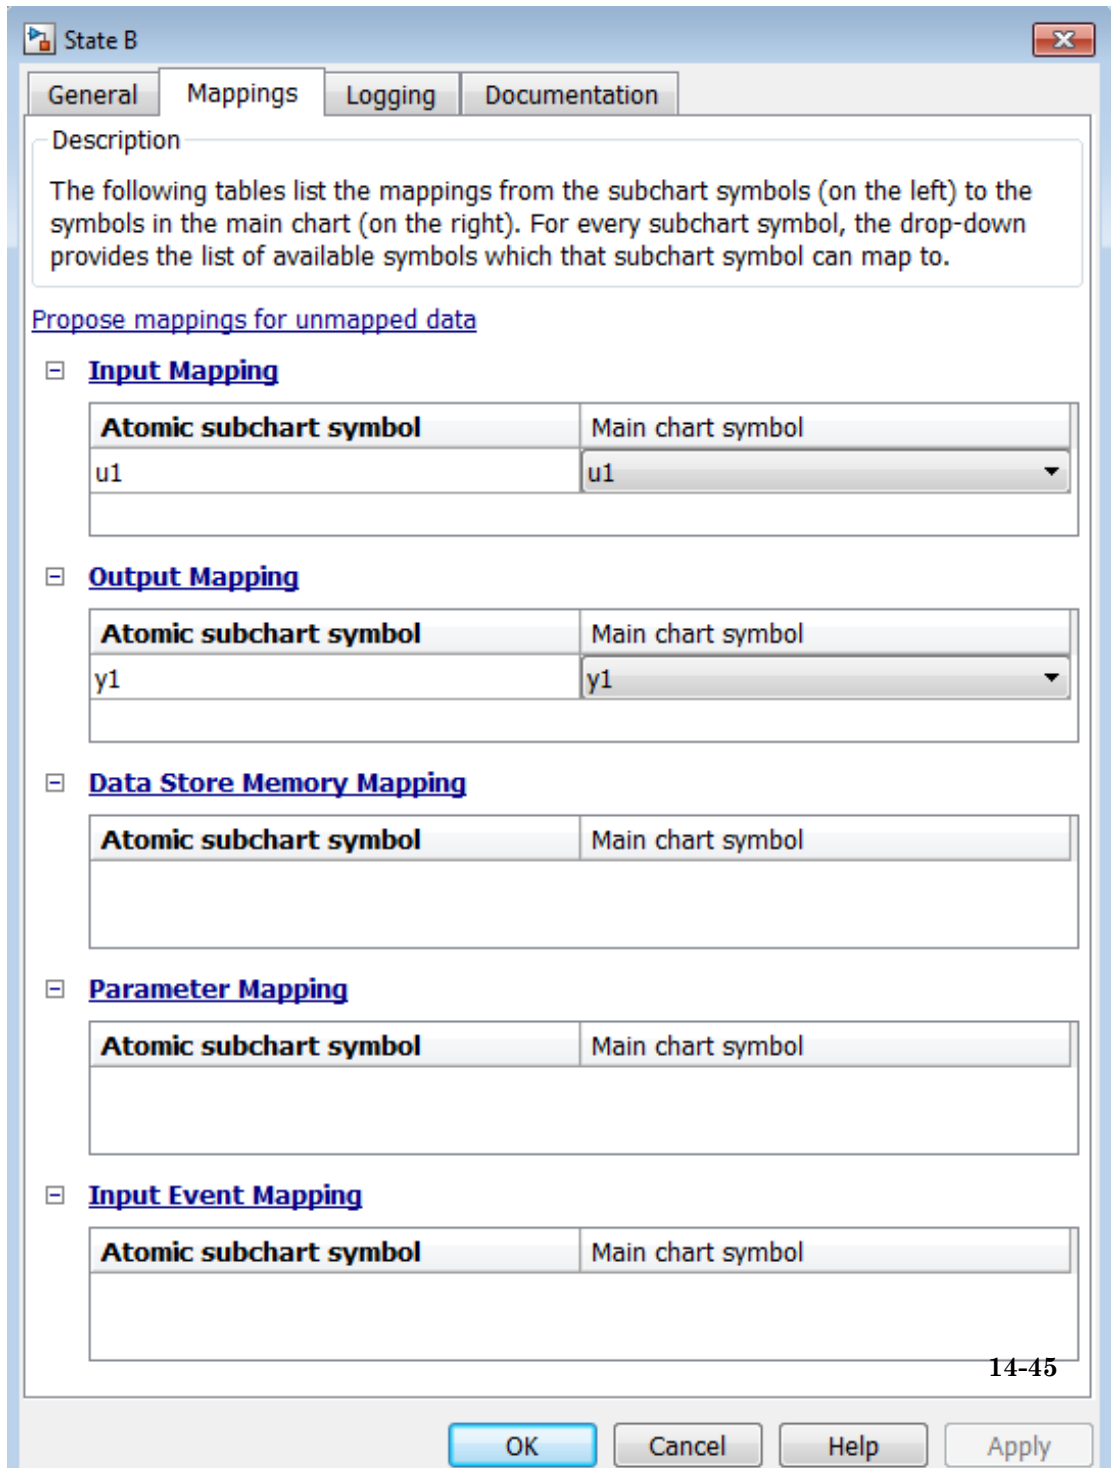 State B
General Mappings Logging Documentation
Description
The following tables list the mappings from the subchart symbols (on the left) to the
symbols in the main chart (on the right). For every subchart symbol, the drop-down
provides the list of available symbols which that subchart symbol can map to.
Propose mappings for unmapped data
Input Mapping
Atomic subchart symbol Main chart symbol
u1 u1
Output Mapping
Atomic subchart symbol Main chart symbol
y1 y1
Data Store Memory Mapping
Atomic subchart symbol Main chart symbol
Parameter Mapping
Atomic subchart symbol Main chart symbol
Input Event Mapping
Atomic subchart symbol Main chart symbol
14-45
OK Cancel Help Apply